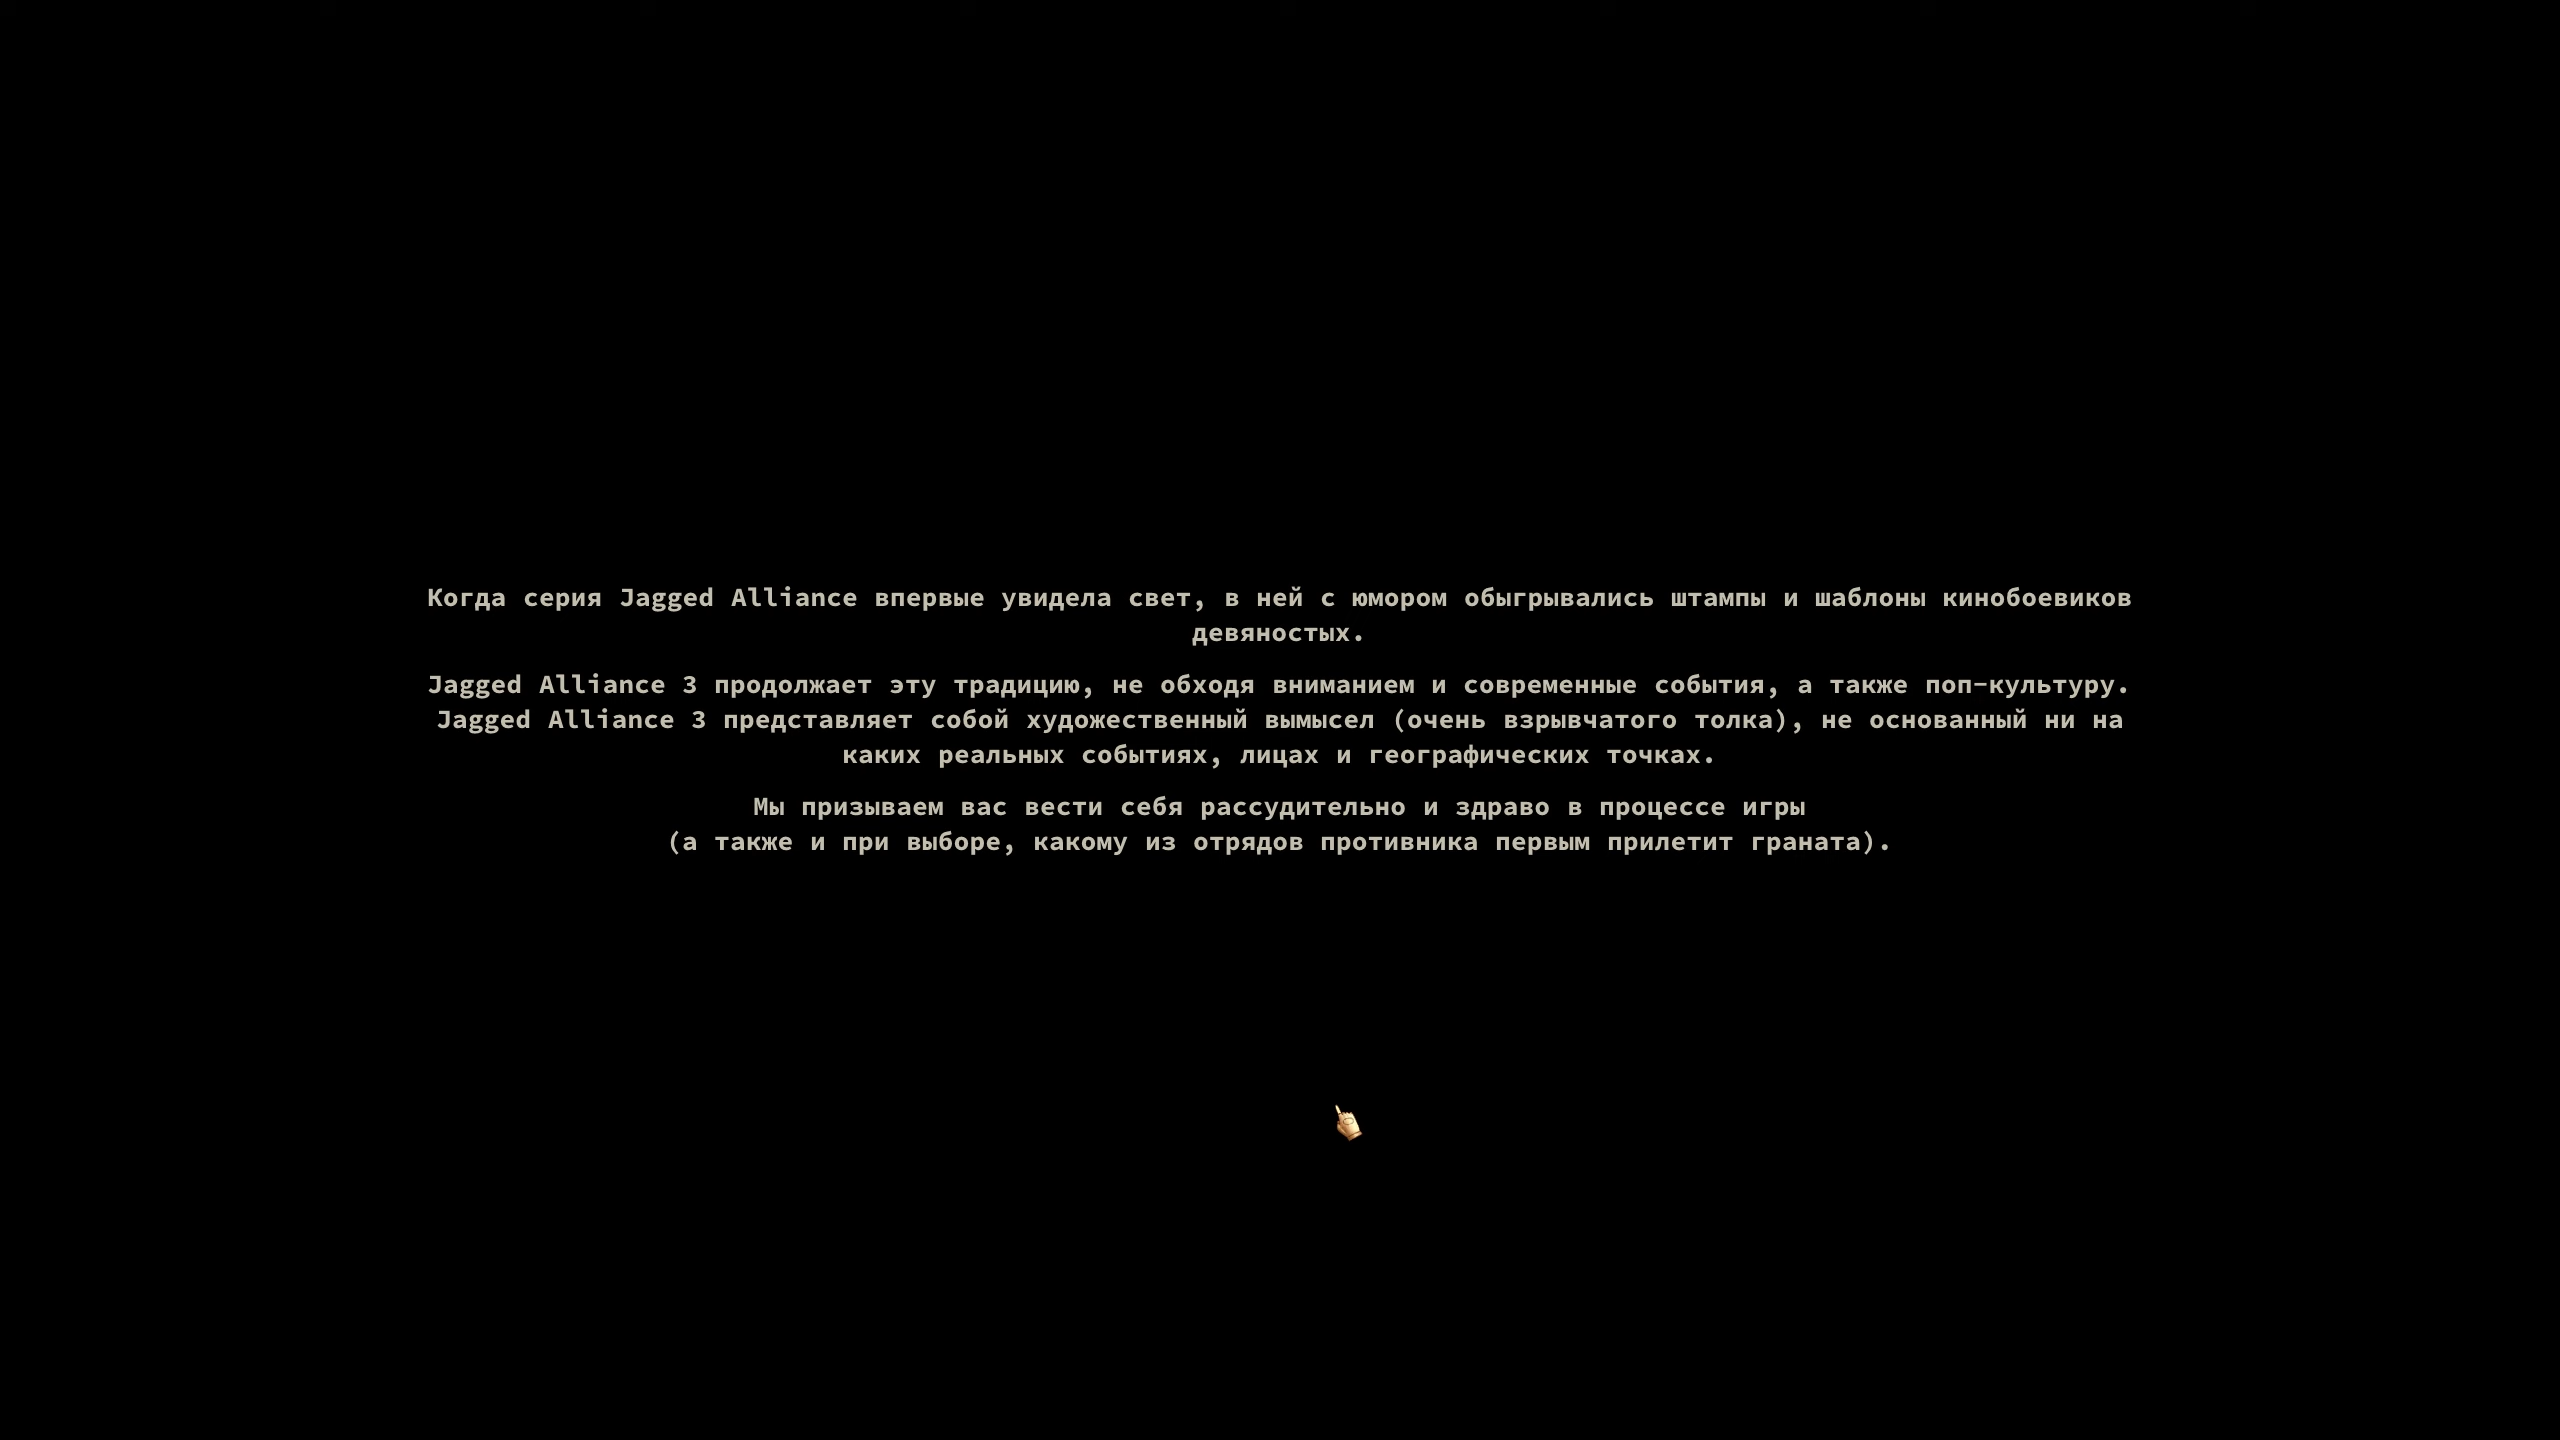 Когда серия Jagged Alliance впервые увидела свет, в ней с юмором обыгрывались штампы и шаблоны кинобоевиков
девяностых.
Jagged Alliance 3 продолжает эту традицию, не обходя вниманием и современные события, а также поп-культуру.
Jagged Alliance 3 представляет собой художественный вымысел (очень взрывчатого толка), не основанный ни на
каких реальных событиях, лицах и географических точках.
Мы призываем вас вести себя рассудительно и здраво в процессе игры
(а также и при выборе, какому из отрядов противника первым прилетит граната).